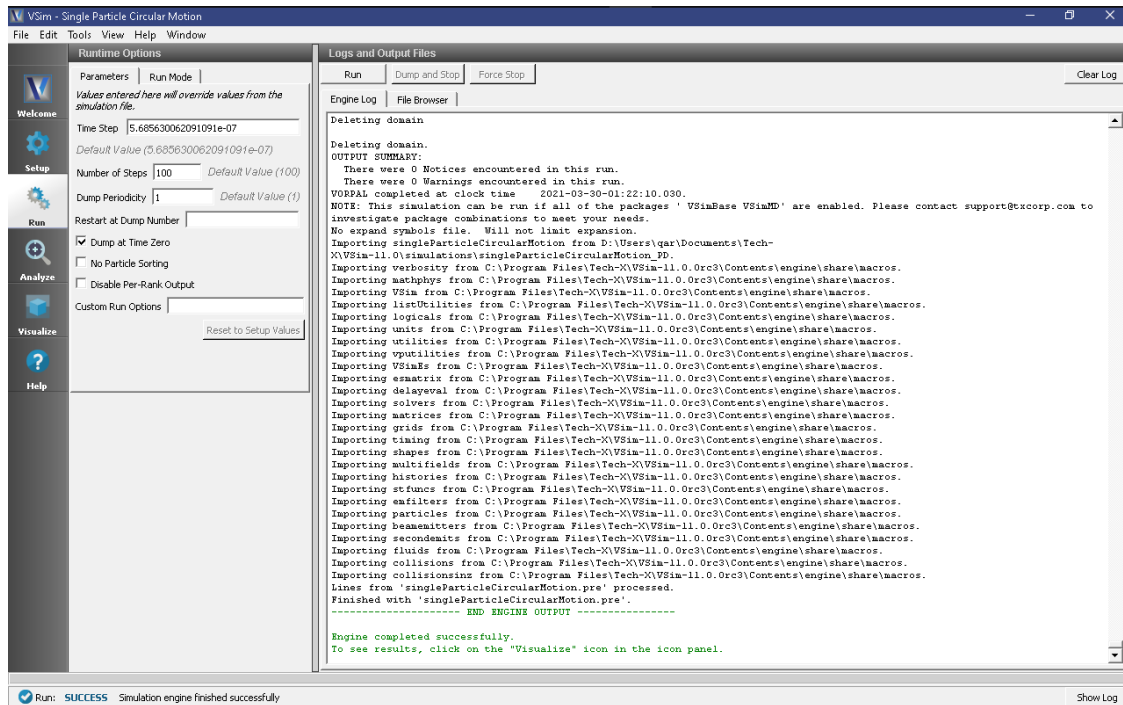 VSim - Single Particle Circular Motion
File Edit Tools View Help Window
Runtime Options
Logs and Output Files
Welcome
Setup
Run
Analyze
Visualize
Help
Parameters
Run Mode
Values entered here will override values from the
simulation file.
Time Step 5.685630062091091e-07
Default Value (5.685630062091091e-07)
Number of Steps 100 Default Value (100)
Dump Periodicity 1 Default Value (1)
Restart at Dump Number
Dump at Time Zero
No Particle Sorting
Disable Per-Rank Output
Custom Run Options
Reset to Setup Values
Run Dump and Stop Force Stop Clear Log
Engine Log File Browser
Deleting domain
Deleting domain.
OUTPUT SUMMARY:
There were 0 Notices encountered in this run.
There were 0 Warnings encountered in this run.
VORPAL completed at clock time 2021-03-30-01:22:10.030.
NOTE: This simulation can be run if all of the packages ' VSimBase VSimMD' are enabled. Please contact support@txcorp.com to
investigate package combinations to meet your needs.
No expand symbols file. Will not limit expansion.
Importing singleParticleCircularMotion from D:\Users\qar\Documents\Tech-
X\VSim-11.0\simulations\singleParticleCircularMotion_PD.
Importing verbosity from C:\Program Files\Tech-X\VSim-11.0.0rc3\Contents\engine\share\macros.
Importing mathphys from C:\Program Files\Tech-X\VSim-11.0.0rc3\Contents\engine\share\macros.
Importing VSim from C:\Program Files\Tech-X\VSim-11.0.0rc3\Contents\engine\share\macros.
Importing listUtilities from C:\Program Files\Tech-X\VSim-11.0.0rc3\Contents\engine\share\macros.
Importing logicals from C:\Program Files\Tech-X\VSim-11.0.0rc3\Contents\engine\share\macros.
Importing units from C:\Program Files\Tech-X\VSim-11.0.0rc3\Contents\engine\share\macros.
Importing utilities from C:\Program Files\Tech-X\VSim-11.0.0rc3\Contents\engine\share\macros.
Importing vputilities from C:\Program Files\Tech-X\VSim-11.0.0rc3\Contents\engine\share\macros.
Importing VSimEs from C:\Program Files\Tech-X\VSim-11.0.0rc3\Contents\engine\share\macros.
Importing esmatrix from C:\Program Files\Tech-X\VSim-11.0.0rc3\Contents\engine\share\macros.
Importing delayeval from C:\Program Files\Tech-X\VSim-11.0.0rc3\Contents\engine\share\macros.
Importing solvers from C:\Program Files\Tech-X\VSim-11.0.0rc3\Contents\engine\share\macros.
Importing matrices from C:\Program Files\Tech-X\VSim-11.0.0rc3\Contents\engine\share\macros.
Importing grids from C:\Program Files\Tech-X\VSim-11.0.0rc3\Contents\engine\share\macros.
Importing timing from C:\Program Files\Tech-X\VSim-11.0.0rc3\Contents\engine\share\macros.
Importing shapes from C:\Program Files\Tech-X\VSim-11.0.0rc3\Contents\engine\share\macros.
Importing multifields from C:\Program Files\Tech-X\VSim-11.0.0rc3\Contents\engine\share\macros.
Importing histories from C:\Program Files\Tech-X\VSim-11.0.0rc3\Contents\engine\share\macros.
Importing stfuncs from C:\Program Files\Tech-X\VSim-11.0.0rc3\Contents\engine\share\macros.
Importing emfilters from C:\Program Files\Tech-X\VSim-11.0.0rc3\Contents\engine\share\macros.
Importing particles from C:\Program Files\Tech-X\VSim-11.0.0rc3\Contents\engine\share\macros.
Importing beamemitters from C:\Program Files\Tech-X\VSim-11.0.0rc3\Contents\engine\share\macros.
Importing secondemits from C:\Program Files\Tech-X\VSim-11.0.0rc3\Contents\engine\share\macros.
Importing fluids from C:\Program Files\Tech-X\VSim-11.0.0rc3\Contents\engine\share\macros.
Importing collisions from C:\Program Files\Tech-X\VSim-11.0.0rc3\Contents\engine\share\macros.
Importing collisionsinz from C:\Program Files\Tech-X\VSim-11.0.0rc3\Contents\engine\share\macros.
Lines from 'singleParticleCircularMotion.pre' processed.
Finished with 'singleParticleCircularMotion.pre'.
--------------------- END ENGINE OUTPUT ----------------
Engine completed successfully.
To see results, click on the "Visualize" icon in the icon panel.
Run: SUCCESS Simulation engine finished successfully
Show Log